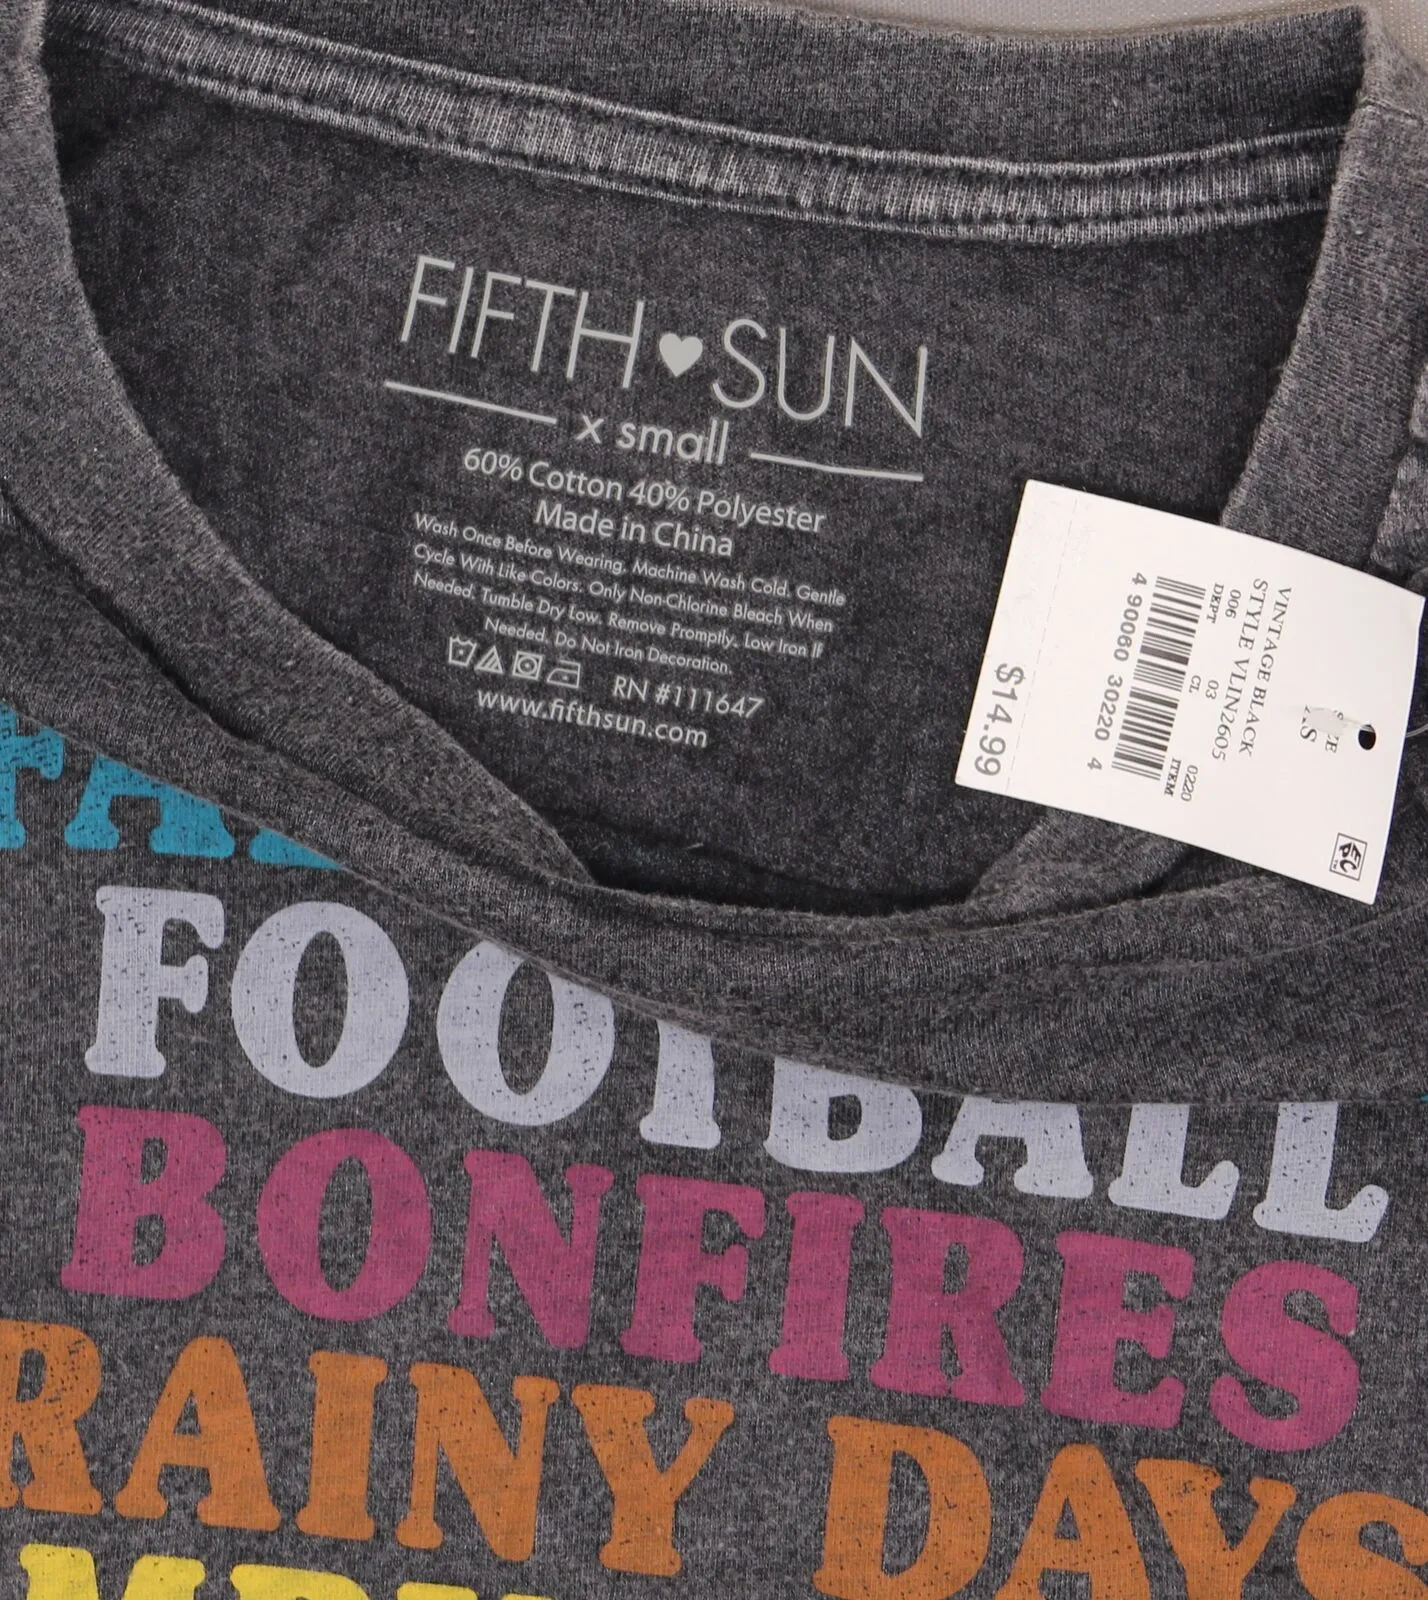 FIFTH♥SUN
x small
60% Cotton 40% Polyester
Made in China
Wash Once Before Wearing. Machine Wash Cold. Gentle
Cycle With Like Colors. Only Non-Chlorine Bleach When
Needed. Tumble Dry Low. Remove Promptly. Low Iron If
Needed. Do Not Iron Decoration.
RN #111647
www.fifthsun.com
VINTAGE BLACK
STYLE VLIN2605
006 03 0220
DEPT CL ITEM
4 90060 30220 4
$14.99
FOOTBALL
BONFIRES
RAINY DAYS